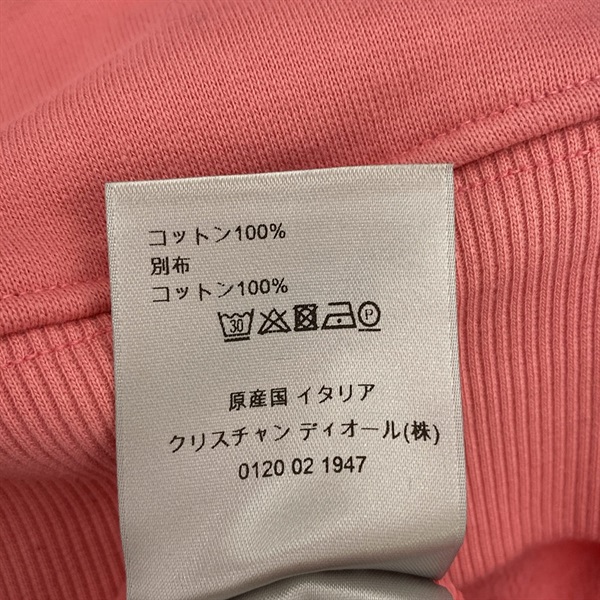 コットン100%
別布
コットン100%
30 P
原産国 イタリア
クリスチャン ディオール(株)
0120 02 1947